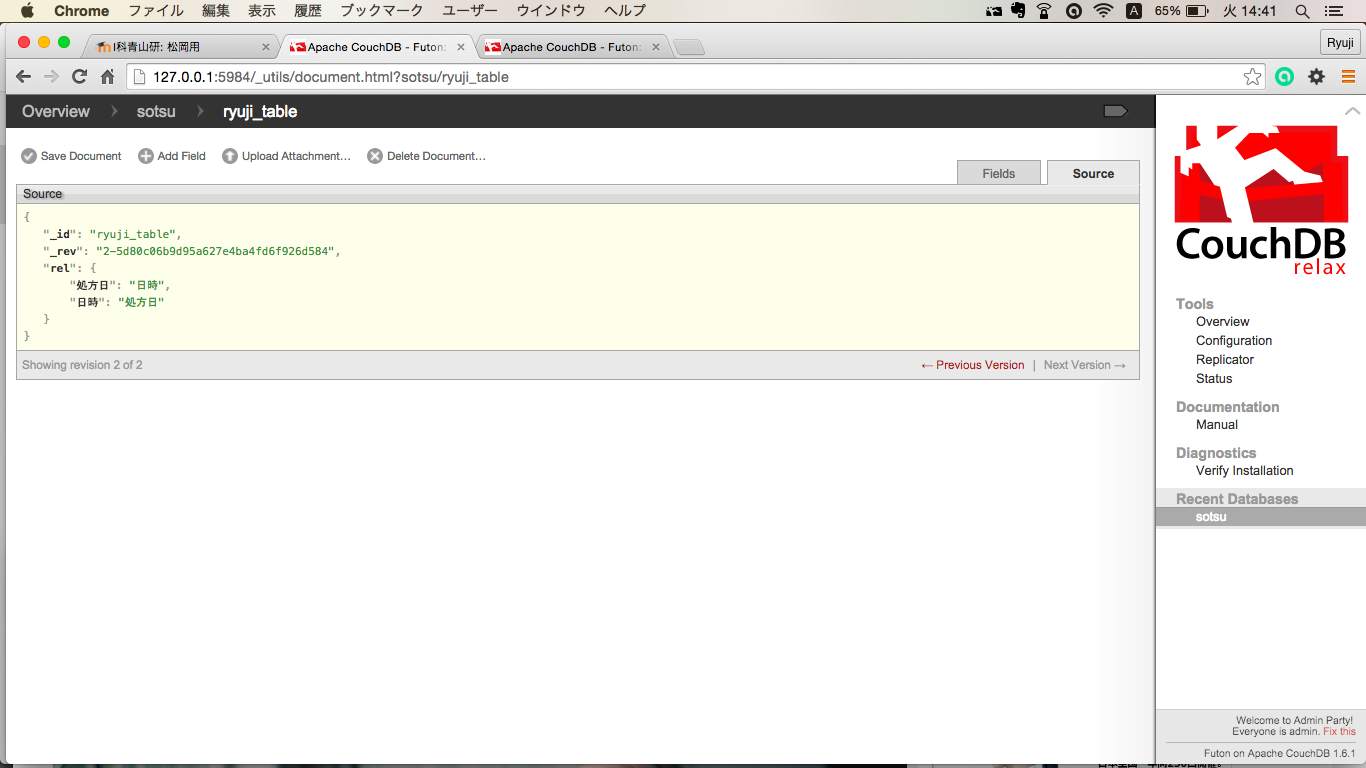 Chrome ファイル 編集 表示 履歴 ブックマーク ユーザー ウインドウ ヘルプ 65% 火 14:41
I科青山研: 松岡用 Apache CouchDB - Futon: Apache CouchDB - Futon: Ryuji
127.0.0.1:5984/_utils/document.html?sotsu/ryuji_table
Overview sotsu ryuji_table
Save Document Add Field Upload Attachment… Delete Document…
Fields Source
Source
{
"_id": "ryuji_table",
"_rev": "2-5d80c06b9d95a627e4ba4fd6f926d584",
"rel": {
"処方日": "日時",
"日時": "処方日"
}
}
Showing revision 2 of 2 ← Previous Version | Next Version →
CouchDB
relax
Tools
Overview
Configuration
Replicator
Status
Documentation
Manual
Diagnostics
Verify Installation
Recent Databases
sotsu
Welcome to Admin Party!
Everyone is admin. Fix this
Futon on Apache CouchDB 1.6.1